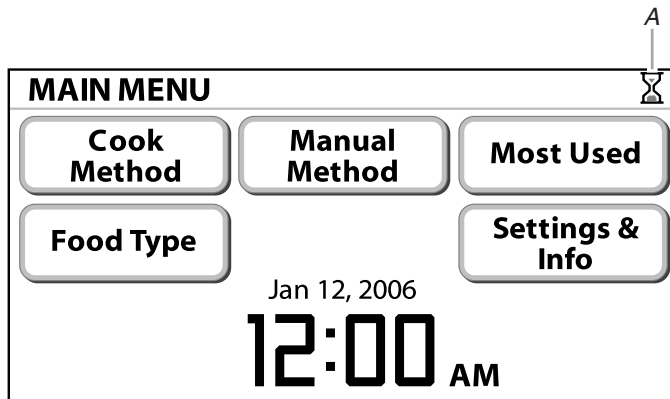 A
MAIN MENU
Cook
Method
Manual
Method
Most Used
Food Type
Settings &
Info
Jan 12, 2006
12:00 AM